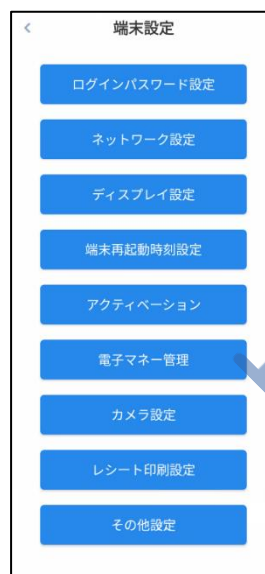 端末設定
ログインパスワード設定
ネットワーク設定
ディスプレイ設定
端末再起動時刻設定
アクティベーション
電子マネー管理
カメラ設定
レシート印刷設定
その他設定